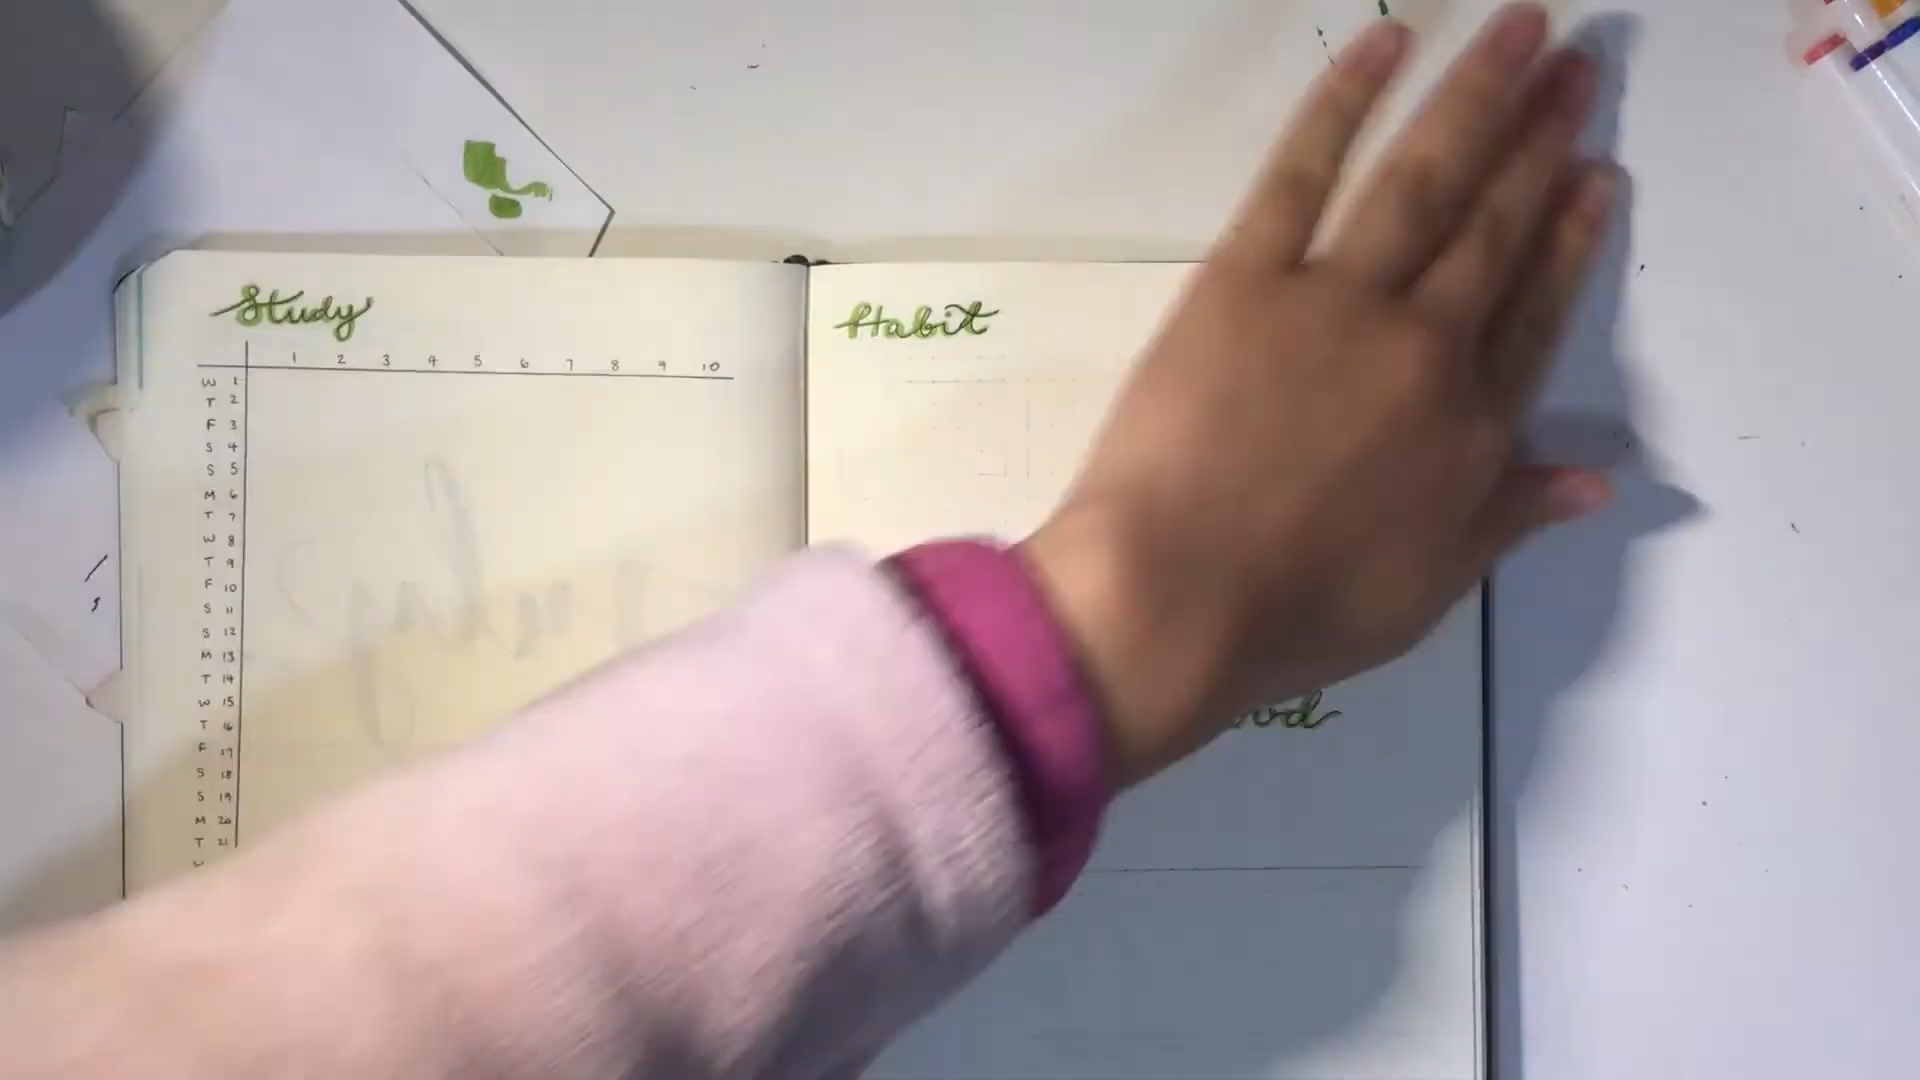 Study
1 2 3 4 5 6 7 8 9 10
W 1
T 2
F 3
S 4
S 5
M 6
T 7
W 8
T 9
F 10
S 11
S 12
M 13
T 14
W 15
T 16
F 17
S 18
S 19
M 20
T 21
W
Habit